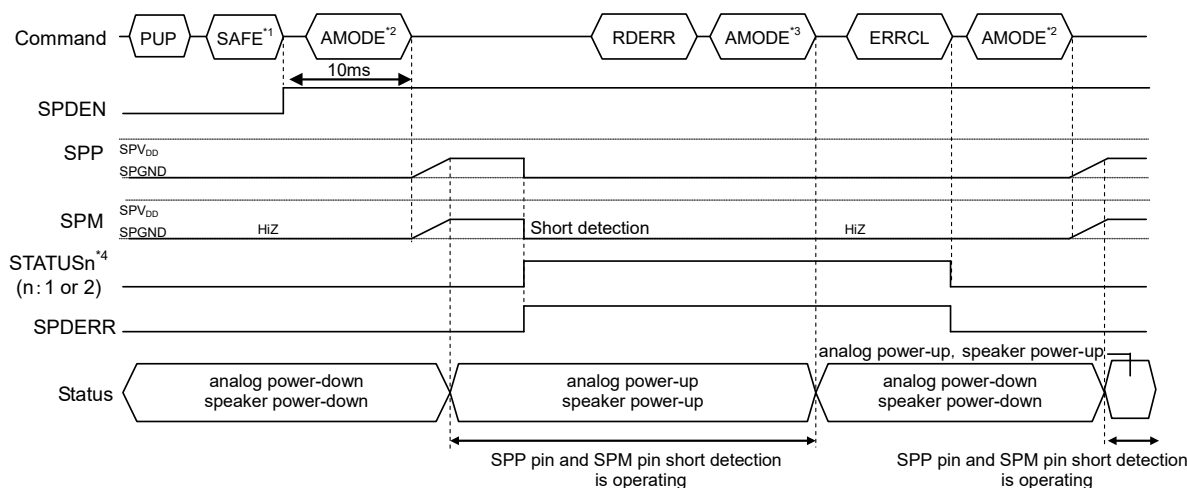 Command PUP SAFE*1 AMODE*2 RDERR AMODE*3 ERRCL AMODE*2
10ms
SPDEN
SPP SPVDD
SPGND
SPM SPVDD
SPGND HiZ Short detection HiZ
STATUSn*4
(n:1 or 2)
SPDERR
analog power-up, speaker power-up
Status analog power-down analog power-up analog power-down
speaker power-down speaker power-up speaker power-down
SPP pin and SPM pin short detection SPP pin and SPM pin short detection
is operating is operating